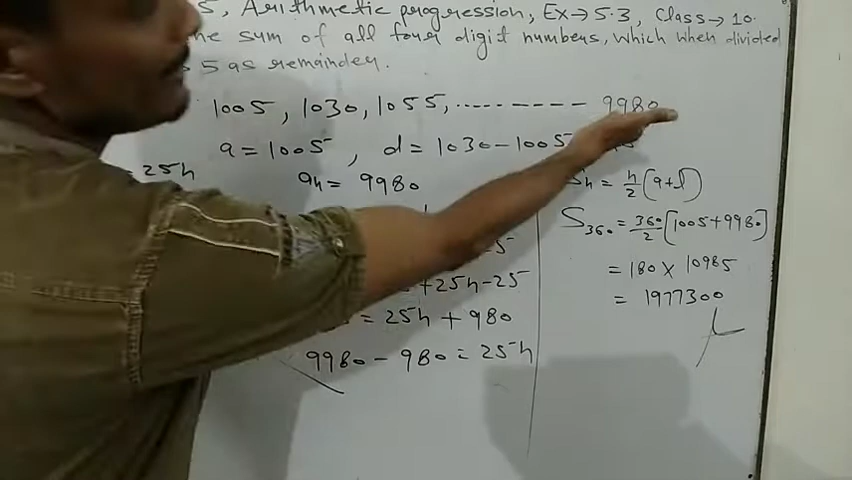 5, Arithmetic progression, Ex→5.3, Class→10.
the sum of all four digit numbers, which when divided
5 as remainder.
1005, 1030, 1055, ------------ 9980
a = 1005, d = 1030-1005
= 25n
an = 9980
Sn = n/2 (a+l)
S360 = 360/2 [1005+9980]
+25n-25
= 180 × 10985
= 25n + 980
= 1977300
9980 - 980 = 25n